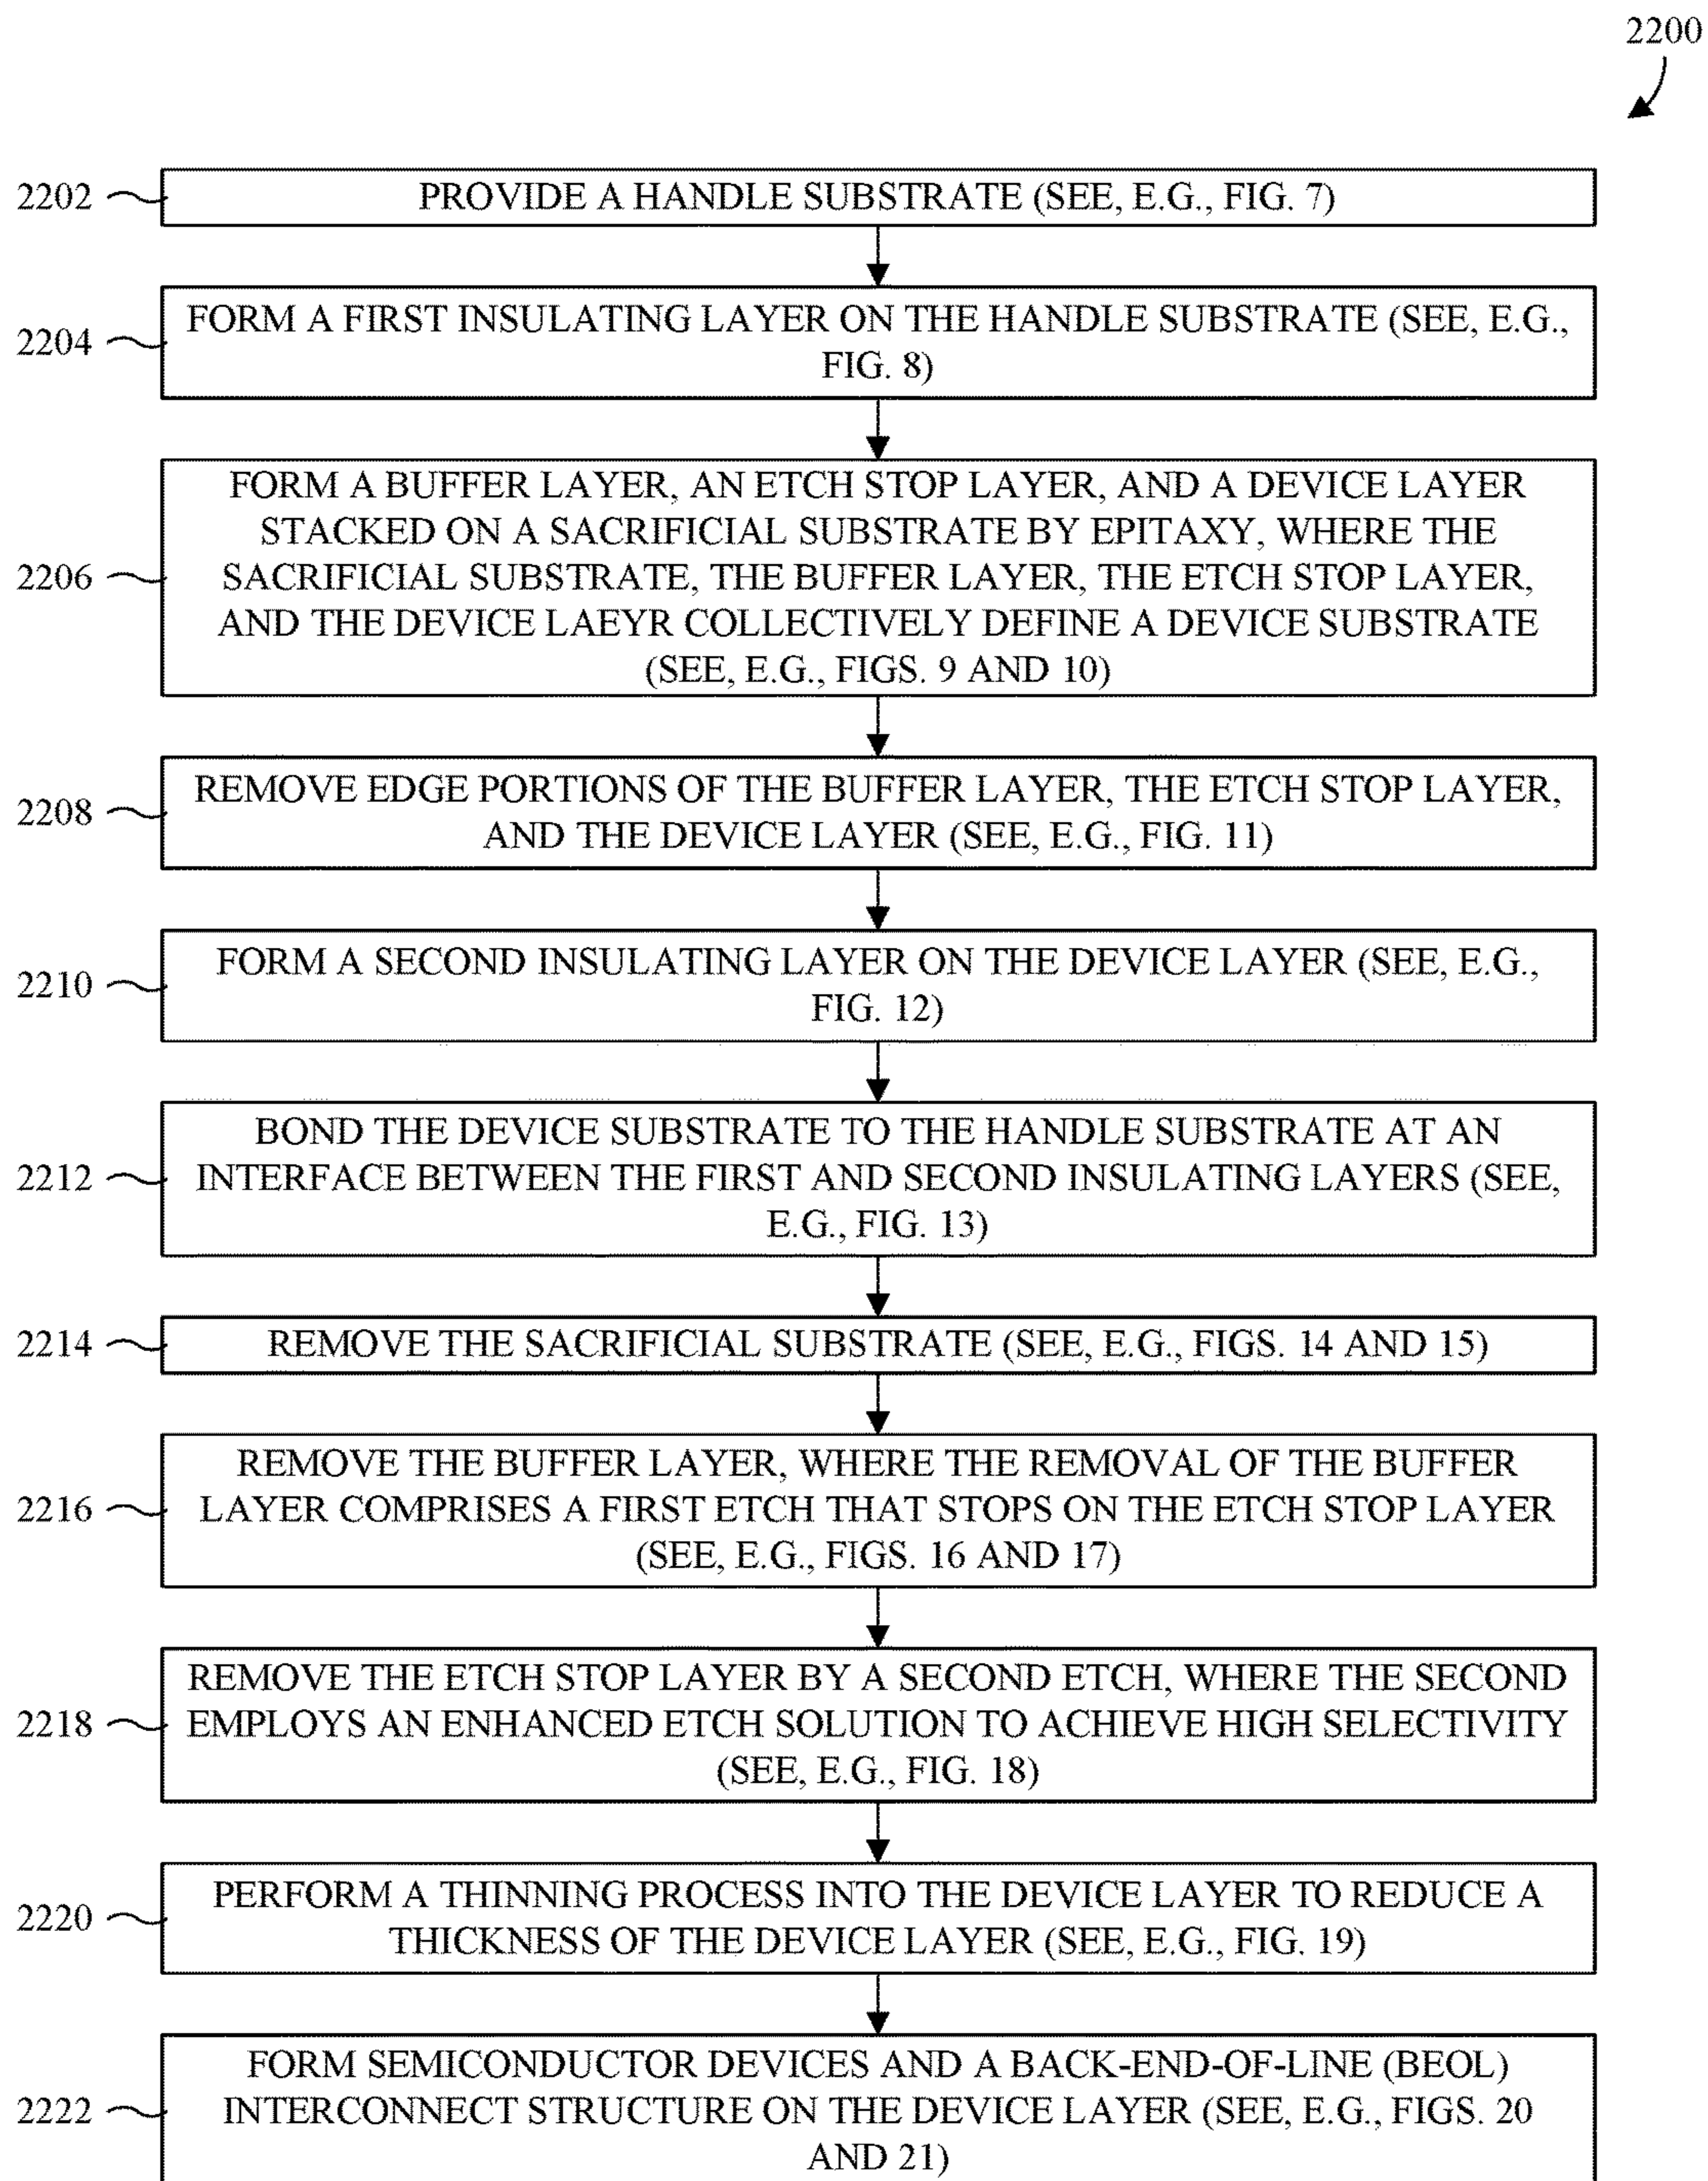 2200
2202
PROVIDE A HANDLE SUBSTRATE (SEE, E.G., FIG. 7)
2204
FORM A FIRST INSULATING LAYER ON THE HANDLE SUBSTRATE (SEE, E.G.,
FIG. 8)
2206
FORM A BUFFER LAYER, AN ETCH STOP LAYER, AND A DEVICE LAYER
STACKED ON A SACRIFICIAL SUBSTRATE BY EPITAXY, WHERE THE
SACRIFICIAL SUBSTRATE, THE BUFFER LAYER, THE ETCH STOP LAYER,
AND THE DEVICE LAEYR COLLECTIVELY DEFINE A DEVICE SUBSTRATE
(SEE, E.G., FIGS. 9 AND 10)
2208
REMOVE EDGE PORTIONS OF THE BUFFER LAYER, THE ETCH STOP LAYER,
AND THE DEVICE LAYER (SEE, E.G., FIG. 11)
2210
FORM A SECOND INSULATING LAYER ON THE DEVICE LAYER (SEE, E.G.,
FIG. 12)
2212
BOND THE DEVICE SUBSTRATE TO THE HANDLE SUBSTRATE AT AN
INTERFACE BETWEEN THE FIRST AND SECOND INSULATING LAYERS (SEE,
E.G., FIG. 13)
2214
REMOVE THE SACRIFICIAL SUBSTRATE (SEE, E.G., FIGS. 14 AND 15)
2216
REMOVE THE BUFFER LAYER, WHERE THE REMOVAL OF THE BUFFER
LAYER COMPRISES A FIRST ETCH THAT STOPS ON THE ETCH STOP LAYER
(SEE, E.G., FIGS. 16 AND 17)
2218
REMOVE THE ETCH STOP LAYER BY A SECOND ETCH, WHERE THE SECOND
EMPLOYS AN ENHANCED ETCH SOLUTION TO ACHIEVE HIGH SELECTIVITY
(SEE, E.G., FIG. 18)
2220
PERFORM A THINNING PROCESS INTO THE DEVICE LAYER TO REDUCE A
THICKNESS OF THE DEVICE LAYER (SEE, E.G., FIG. 19)
2222
FORM SEMICONDUCTOR DEVICES AND A BACK-END-OF-LINE (BEOL)
INTERCONNECT STRUCTURE ON THE DEVICE LAYER (SEE, E.G., FIGS. 20
AND 21)